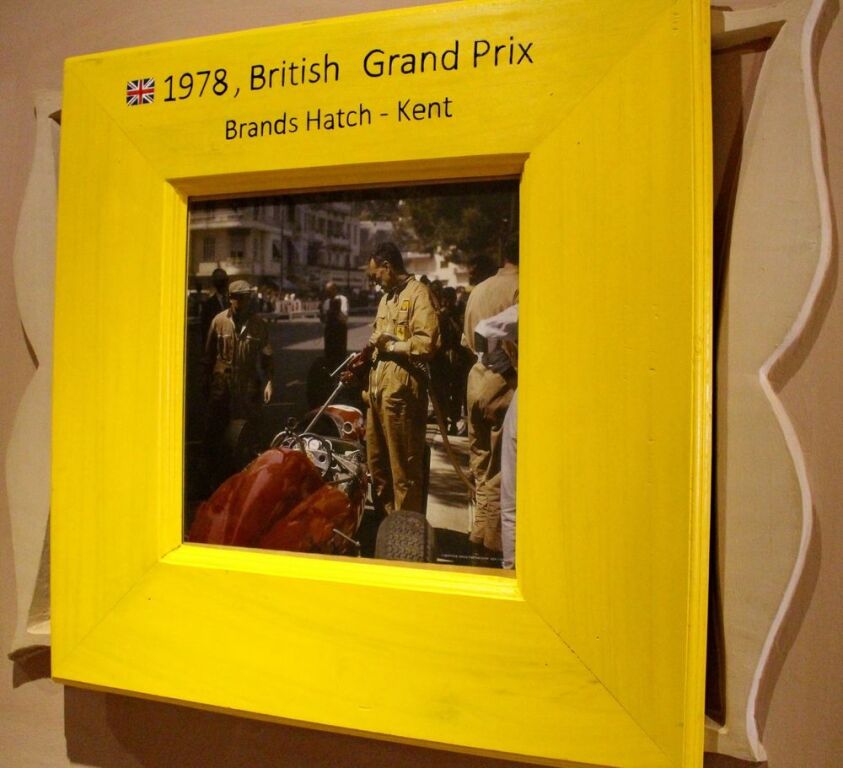 1978, British Grand Prix
Brands Hatch - Kent